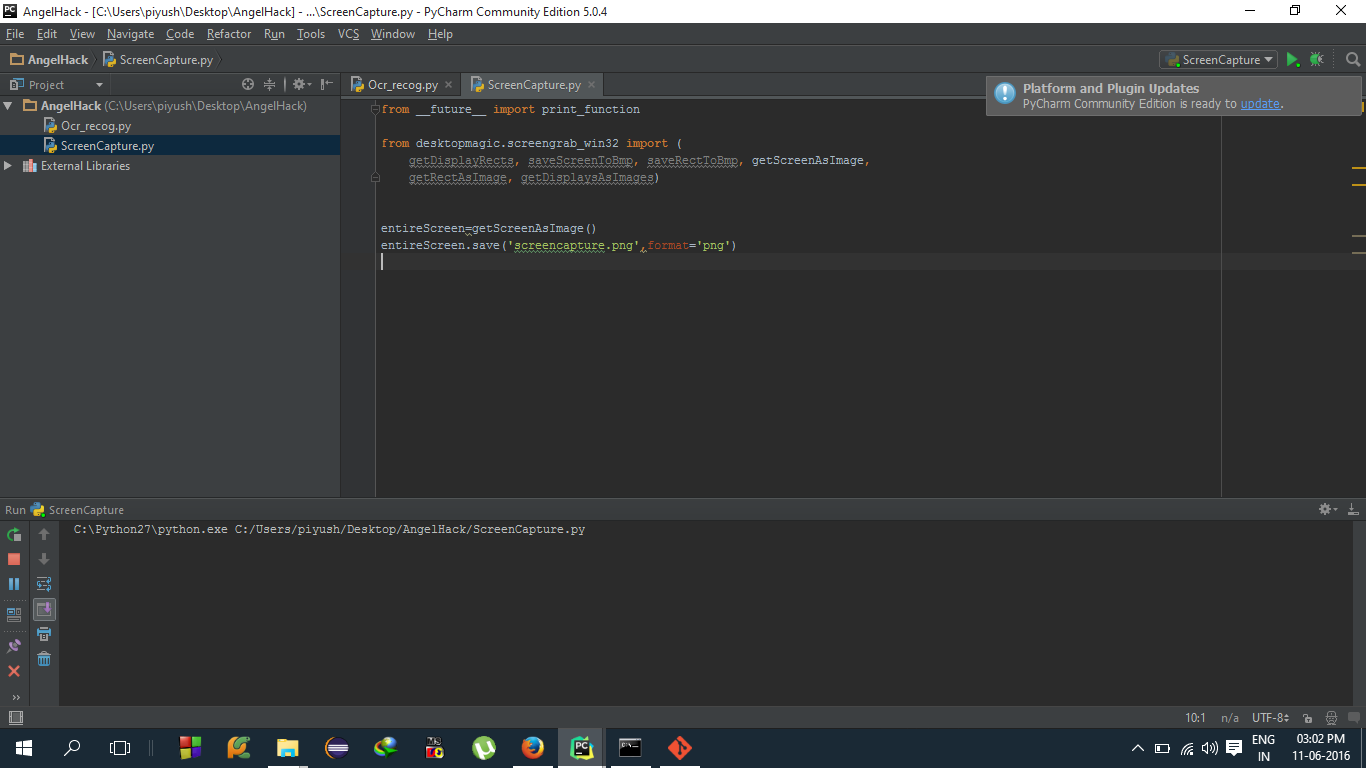 AngelHack - [C:\Users\piyush\Desktop\AngelHack] - ...\ScreenCapture.py - PyCharm Community Edition 5.0.4
File Edit View Navigate Code Refactor Run Tools VCS Window Help
AngelHack ScreenCapture.py ScreenCapture
Project Ocr_recog.py ScreenCapture.py
Platform and Plugin Updates
PyCharm Community Edition is ready to update.
AngelHack (C:\Users\piyush\Desktop\AngelHack)
Ocr_recog.py
ScreenCapture.py
External Libraries
from __future__ import print_function
from desktopmagic.screengrab_win32 import (
getDisplayRects, saveScreenToBmp, saveRectToBmp, getScreenAsImage,
getRectAsImage, getDisplaysAsImages)
entireScreen=getScreenAsImage()
entireScreen.save('screencapture.png',format='png')
Run ScreenCapture
C:\Python27\python.exe C:/Users/piyush/Desktop/AngelHack/ScreenCapture.py
10:1 n/a UTF-8
ENG
IN
03:02 PM
11-06-2016